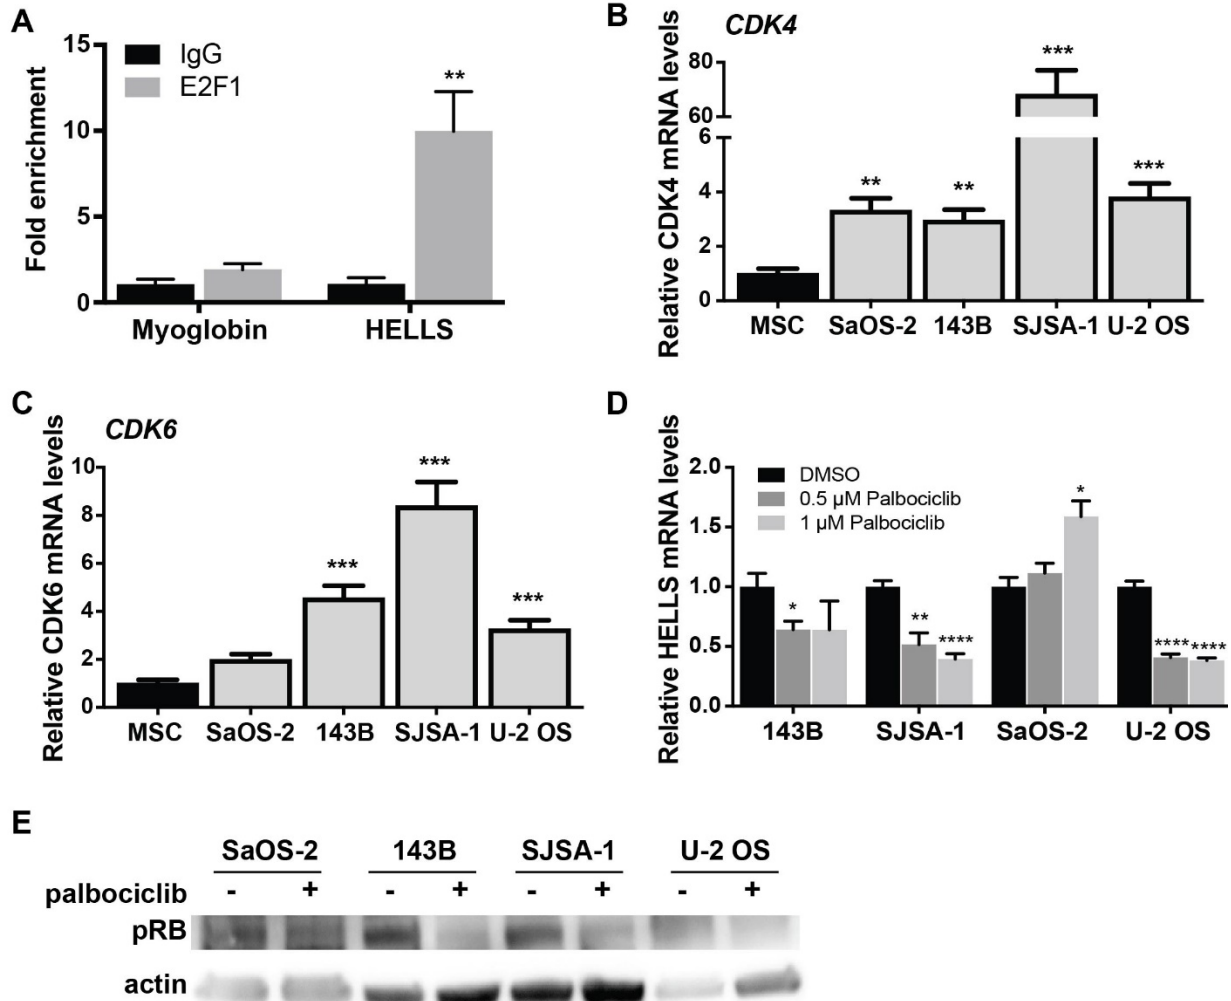 A
Fold enrichment
15
10
5
0
IgG
E2F1
**
Myoglobin HELLS
B
CDK4
Relative CDK4 mRNA levels
80
60
6
4
2
0
** ** *** ***
MSC SaOS-2 143B SJSA-1 U-2 OS
C
CDK6
Relative CDK6 mRNA levels
10
8
6
4
2
0
*** *** ***
MSC SaOS-2 143B SJSA-1 U-2 OS
D
Relative HELLS mRNA levels
2.0
1.5
1.0
0.5
0.0
DMSO
0.5 µM Palbociclib
1 µM Palbociclib
* ** **** * **** ****
143B SJSA-1 SaOS-2 U-2 OS
E
SaOS-2 143B SJSA-1 U-2 OS
palbociclib - + - + - + - +
pRB
actin